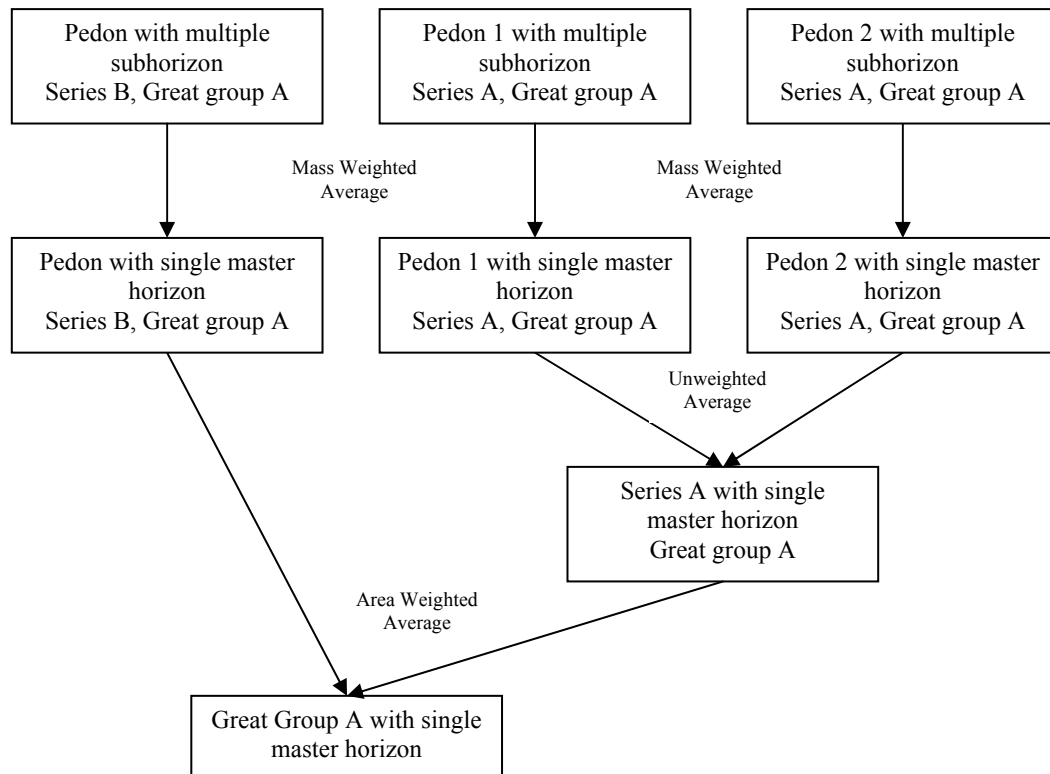 Pedon with multiple
subhorizon
Series B, Great group A
Pedon 1 with multiple
subhorizon
Series A, Great group A
Pedon 2 with multiple
subhorizon
Series A, Great group A
Mass Weighted
Average
Mass Weighted
Average
Pedon with single master
horizon
Series B, Great group A
Pedon 1 with single master
horizon
Series A, Great group A
Pedon 2 with single master
horizon
Series A, Great group A
Unweighted
Average
Series A with single
master horizon
Great group A
Area Weighted
Average
Great Group A with single
master horizon